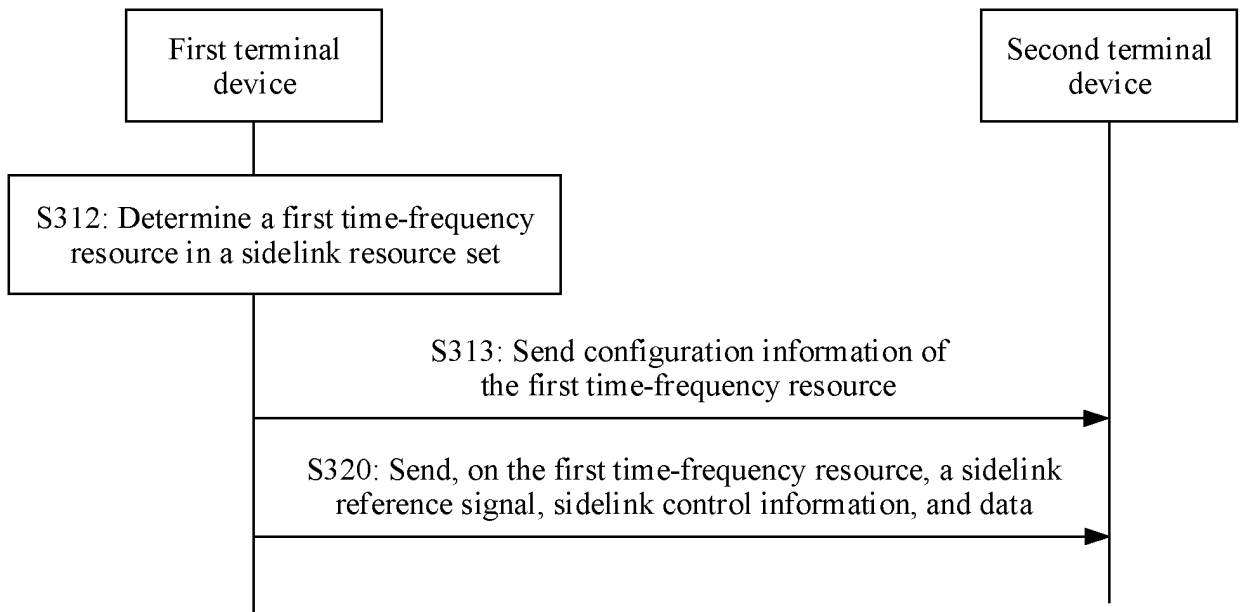 First terminal
device
Second terminal
device
S312: Determine a first time-frequency
resource in a sidelink resource set
S313: Send configuration information of
the first time-frequency resource
S320: Send, on the first time-frequency resource, a sidelink
reference signal, sidelink control information, and data